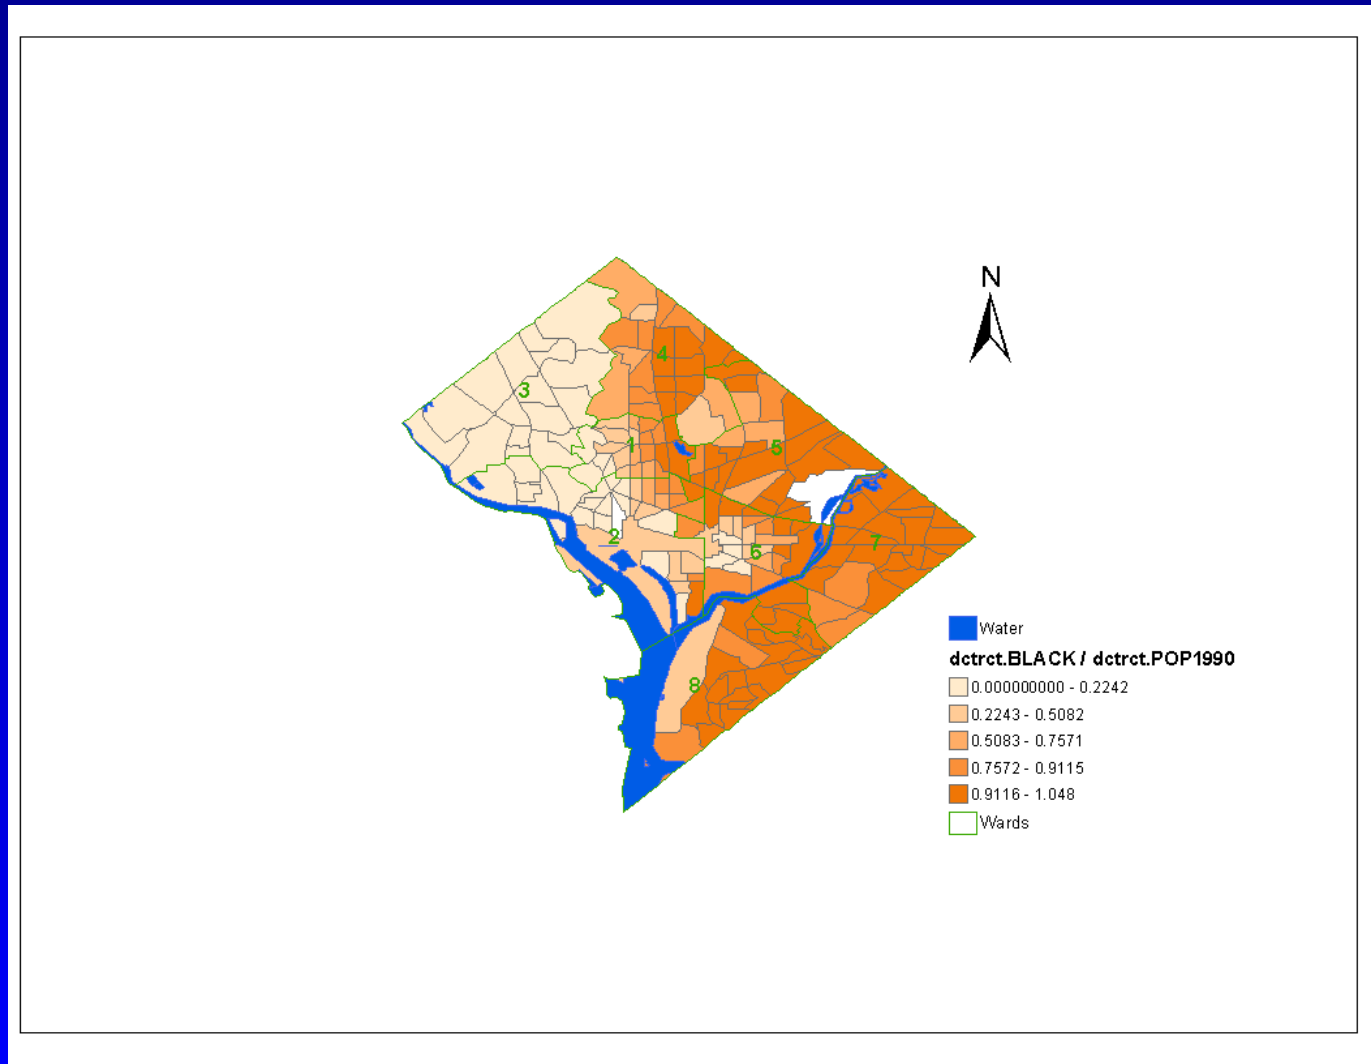 N
4
3
1
5
2
6
7
8
Water
dctrct.BLACK / dctrct.POP1990
0.000000000 - 0.2242
0.2243 - 0.5082
0.5083 - 0.7571
0.7572 - 0.9115
0.9116 - 1.048
Wards